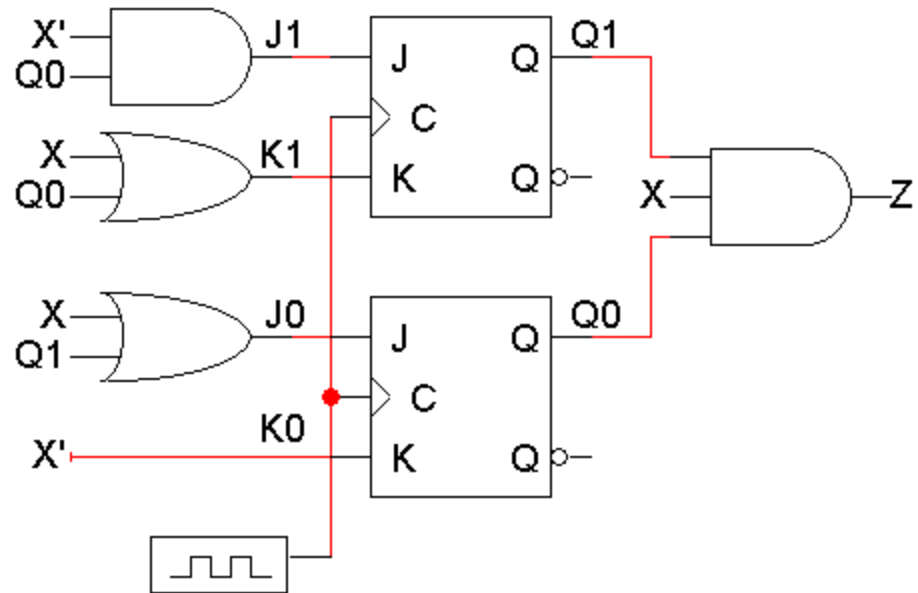 X' J1 Q1
Q0 J Q
C
X K1
Q0 K Q X Z
X J0 Q0
Q1 J Q
C
K0
X' K Q